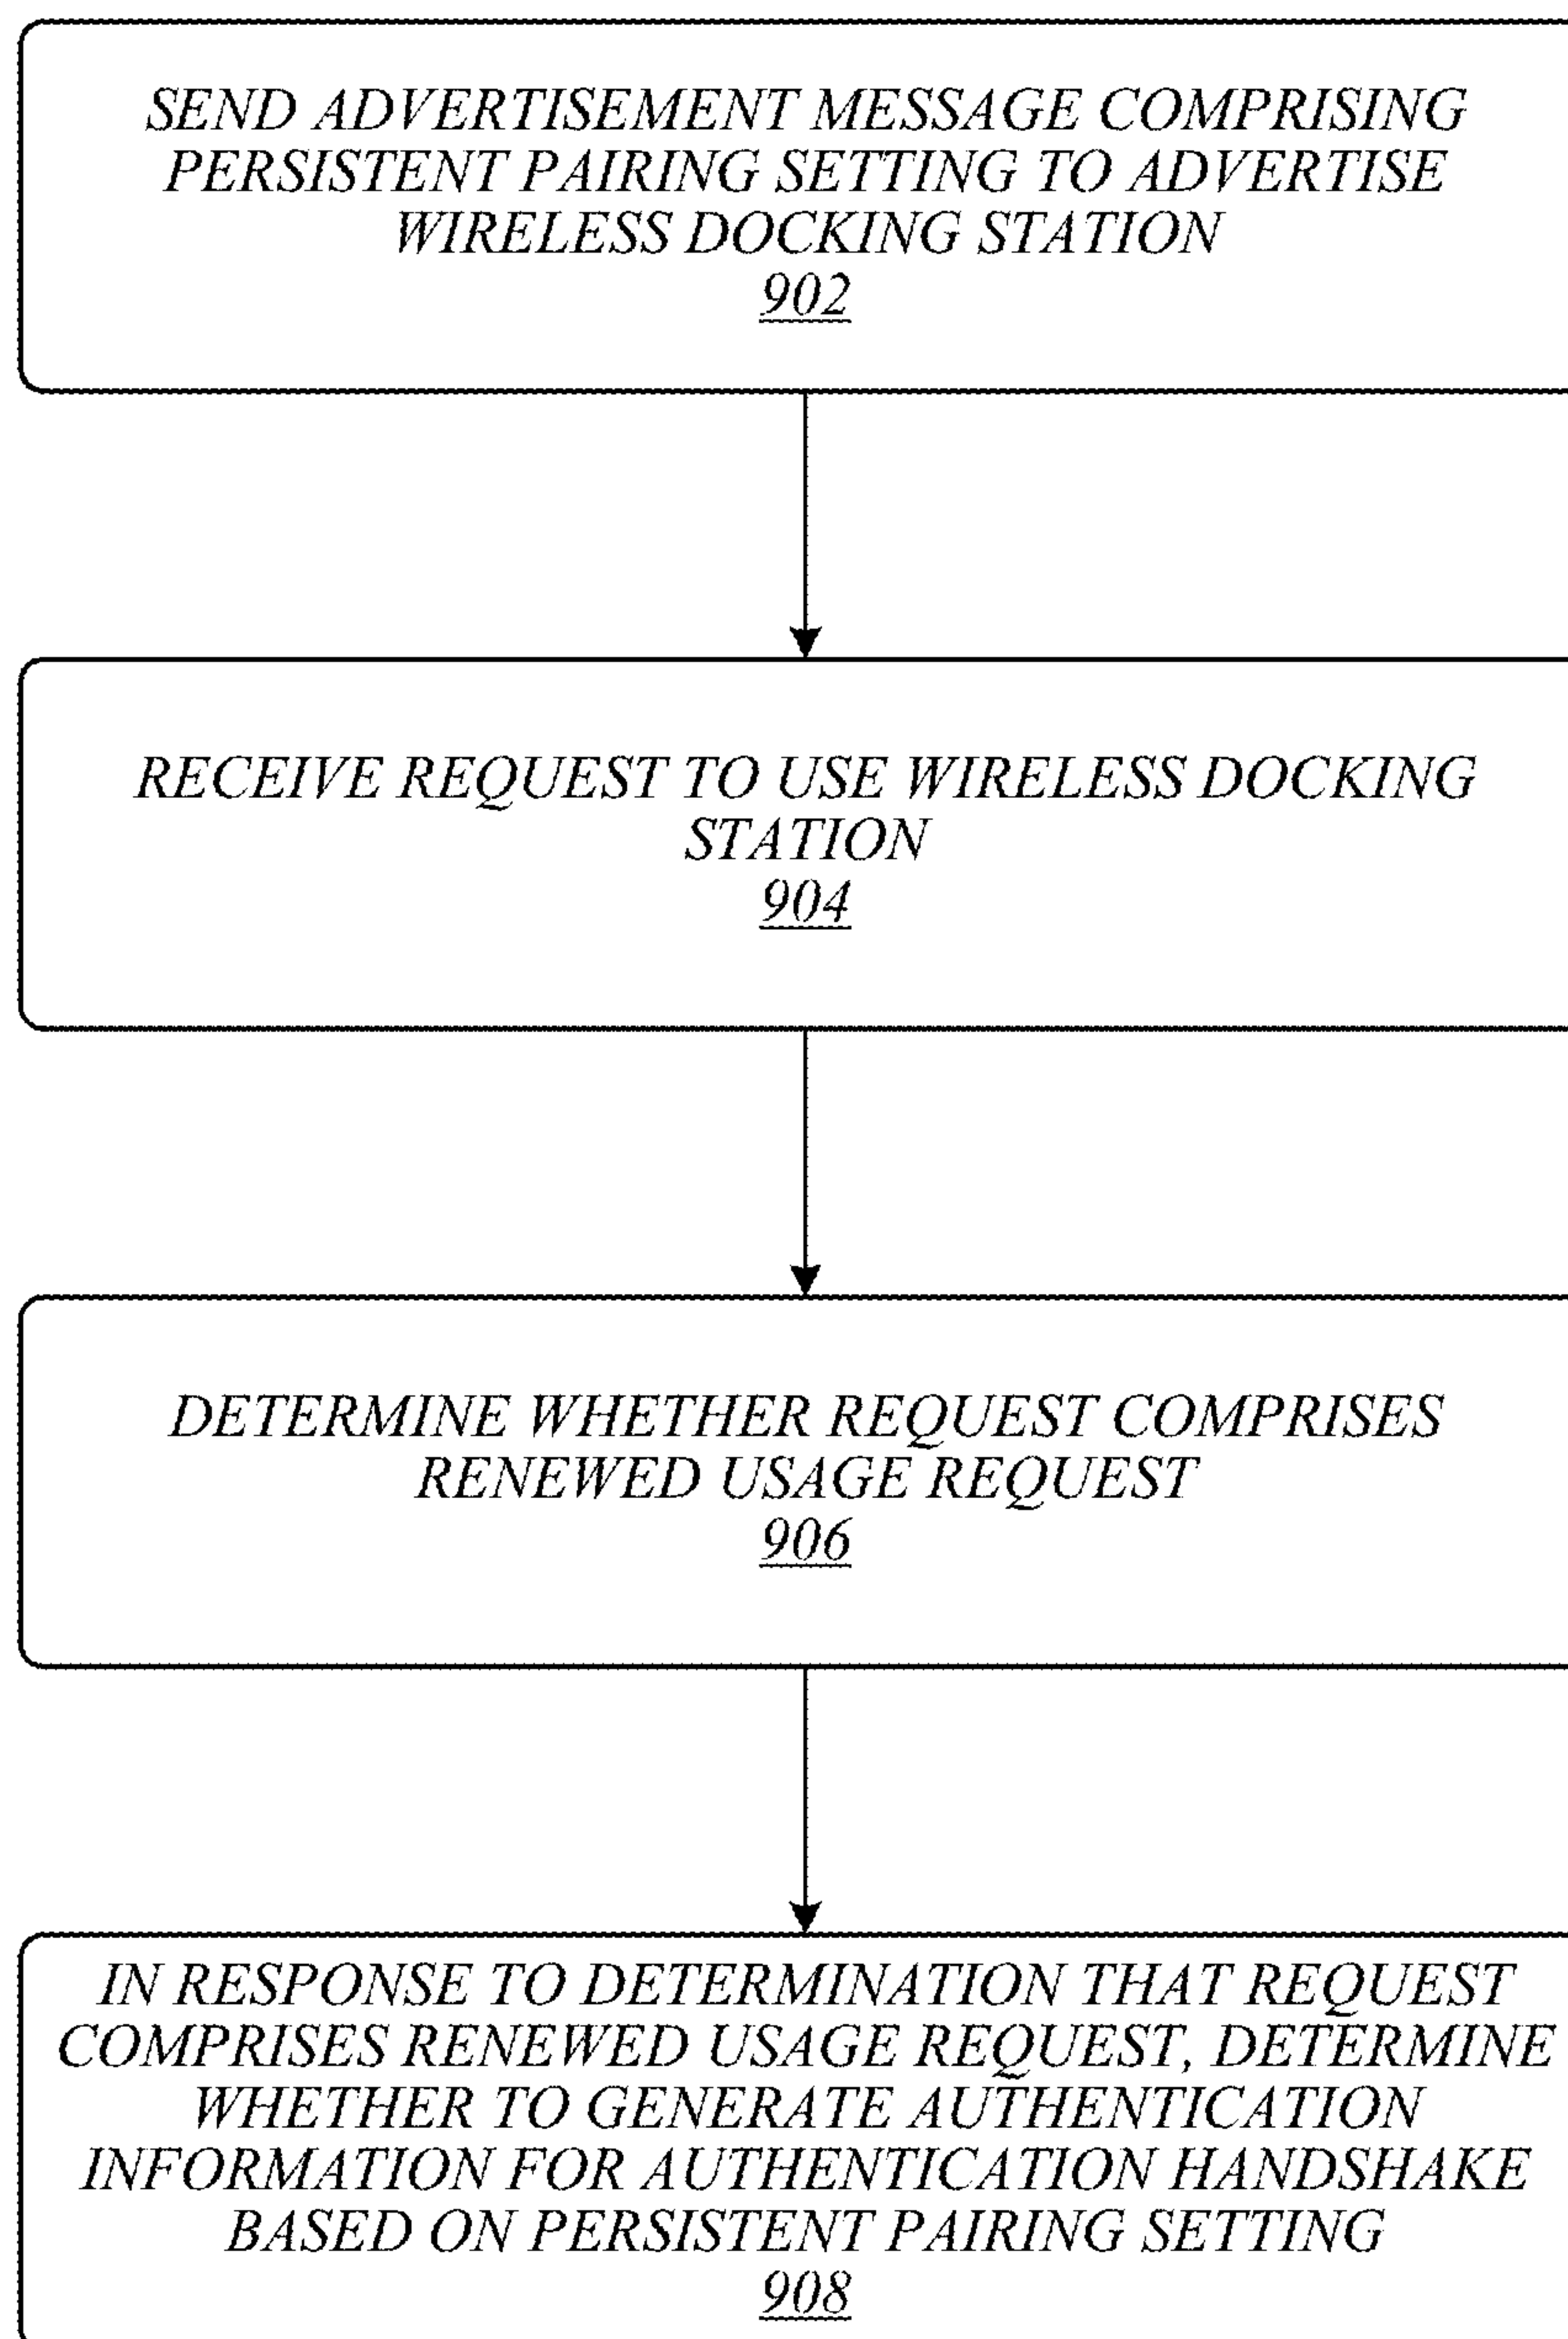 SEND ADVERTISEMENT MESSAGE COMPRISING
PERSISTENT PAIRING SETTING TO ADVERTISE
WIRELESS DOCKING STATION
902
RECEIVE REQUEST TO USE WIRELESS DOCKING
STATION
904
DETERMINE WHETHER REQUEST COMPRISES
RENEWED USAGE REQUEST
906
IN RESPONSE TO DETERMINATION THAT REQUEST
COMPRISES RENEWED USAGE REQUEST, DETERMINE
WHETHER TO GENERATE AUTHENTICATION
INFORMATION FOR AUTHENTICATION HANDSHAKE
BASED ON PERSISTENT PAIRING SETTING
908